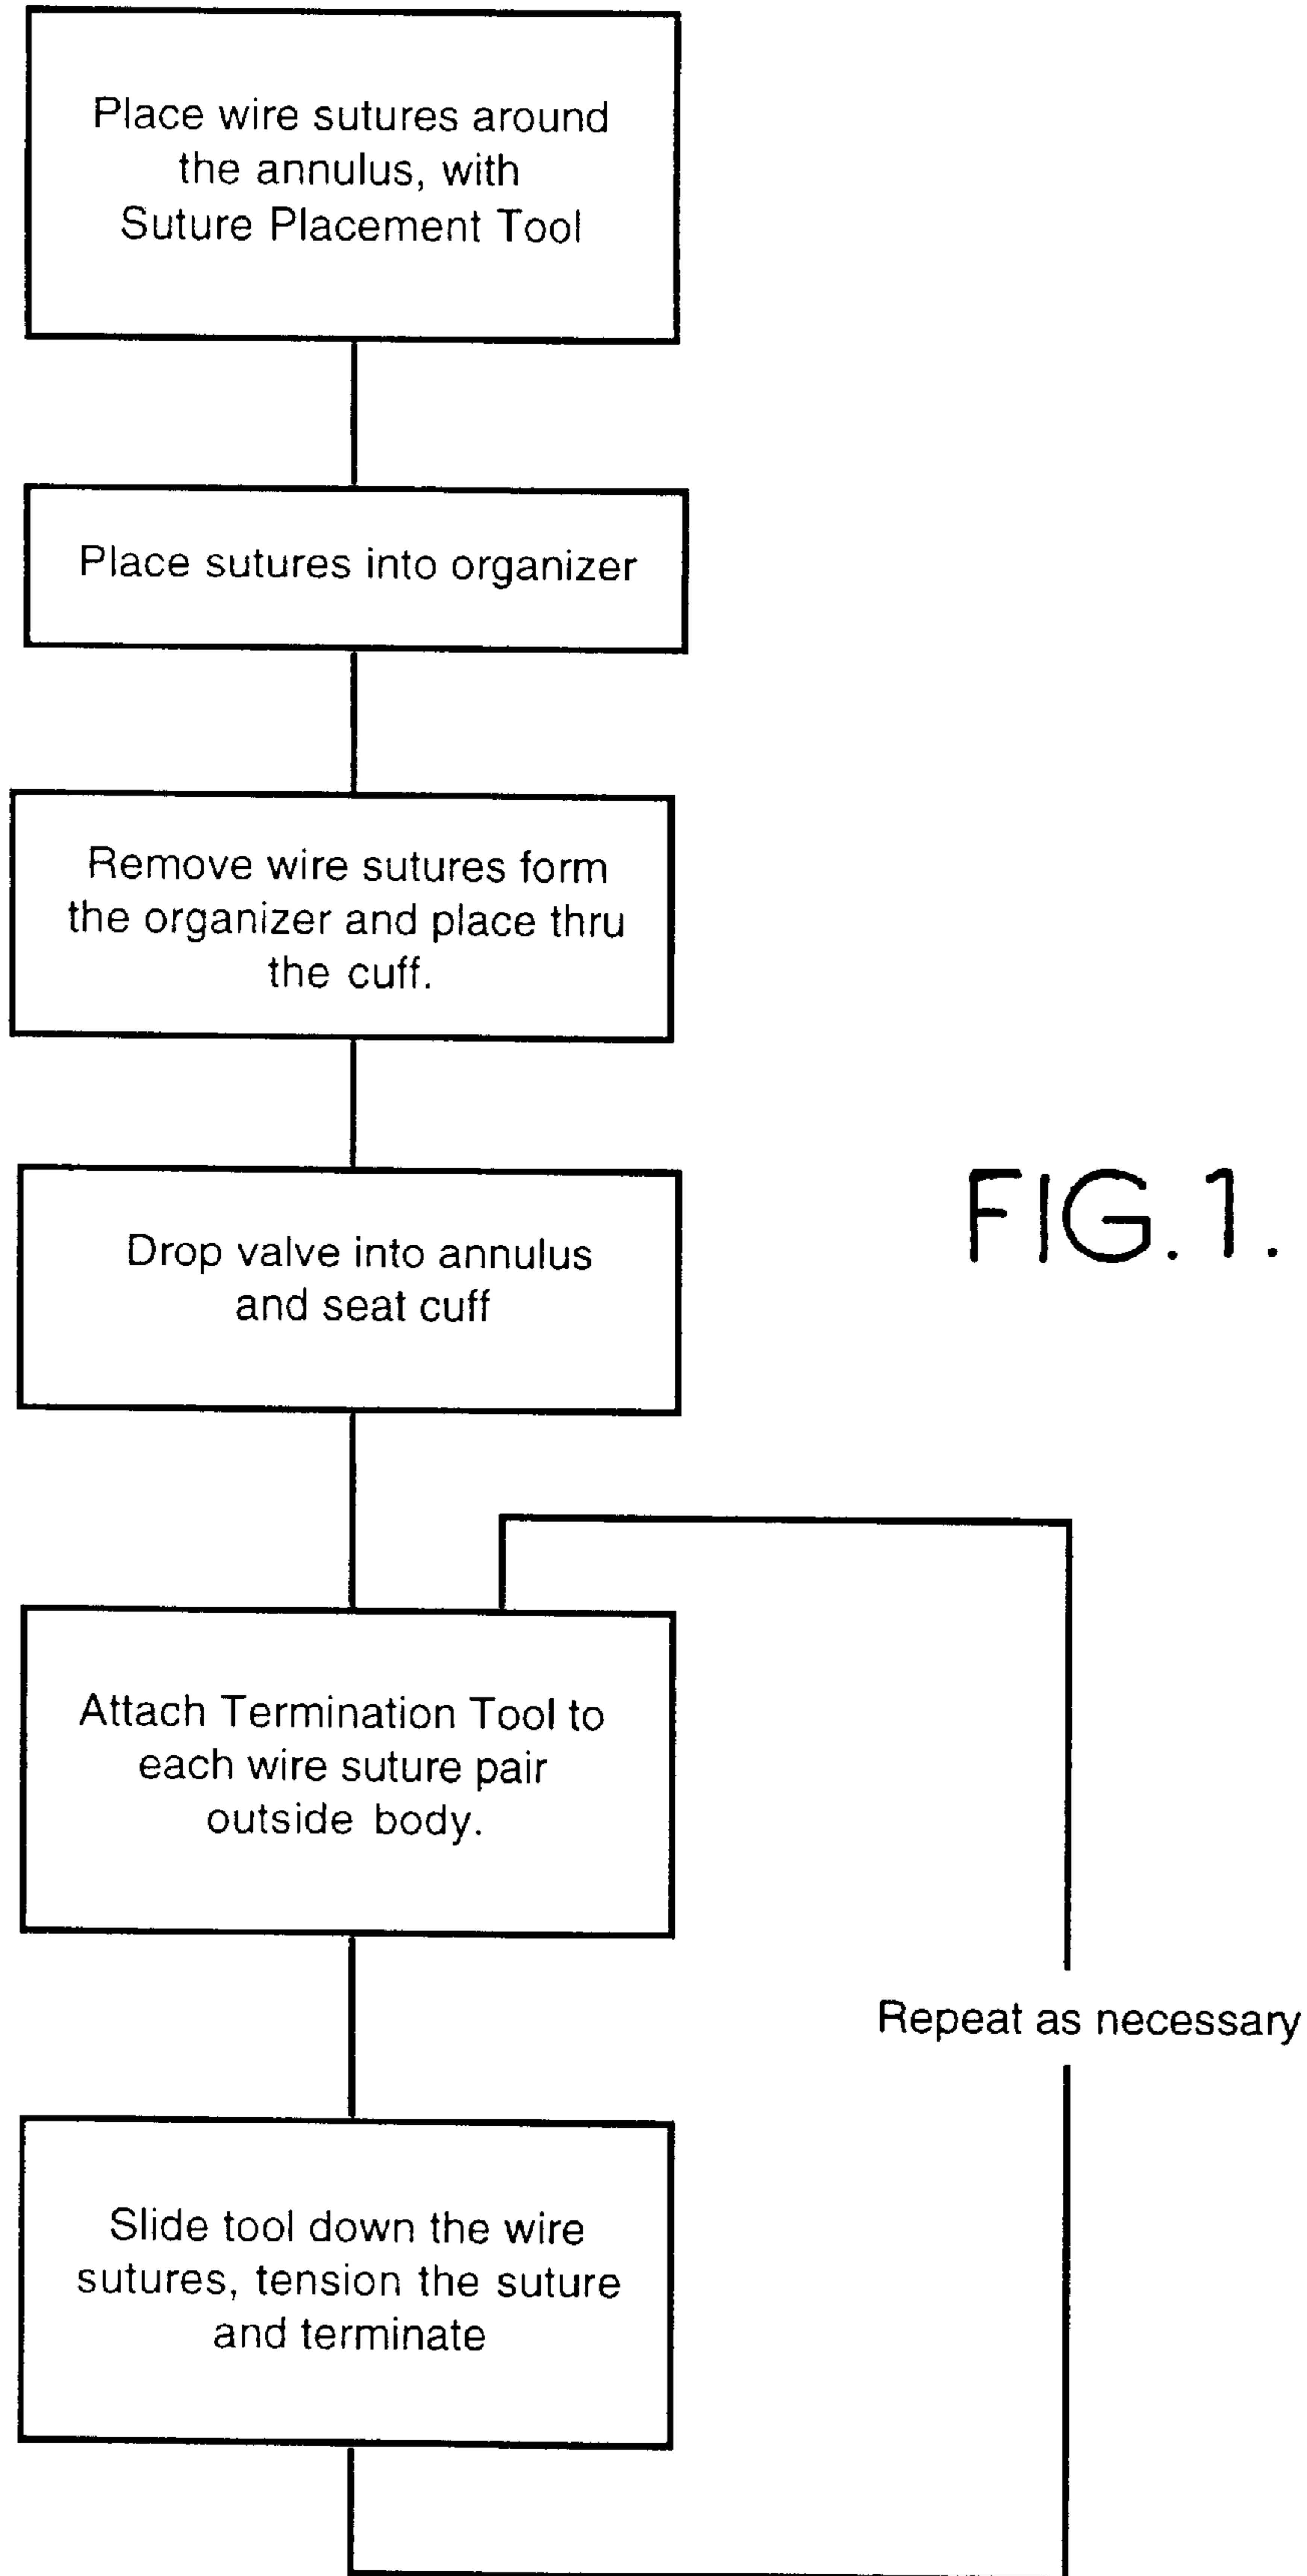 Place wire sutures around
the annulus, with
Suture Placement Tool
Place sutures into organizer
Remove wire sutures form
the organizer and place thru
the cuff.
Drop valve into annulus
and seat cuff
FIG. 1.
Attach Termination Tool to
each wire suture pair
outside body.
Repeat as necessary
Slide tool down the wire
sutures, tension the suture
and terminate